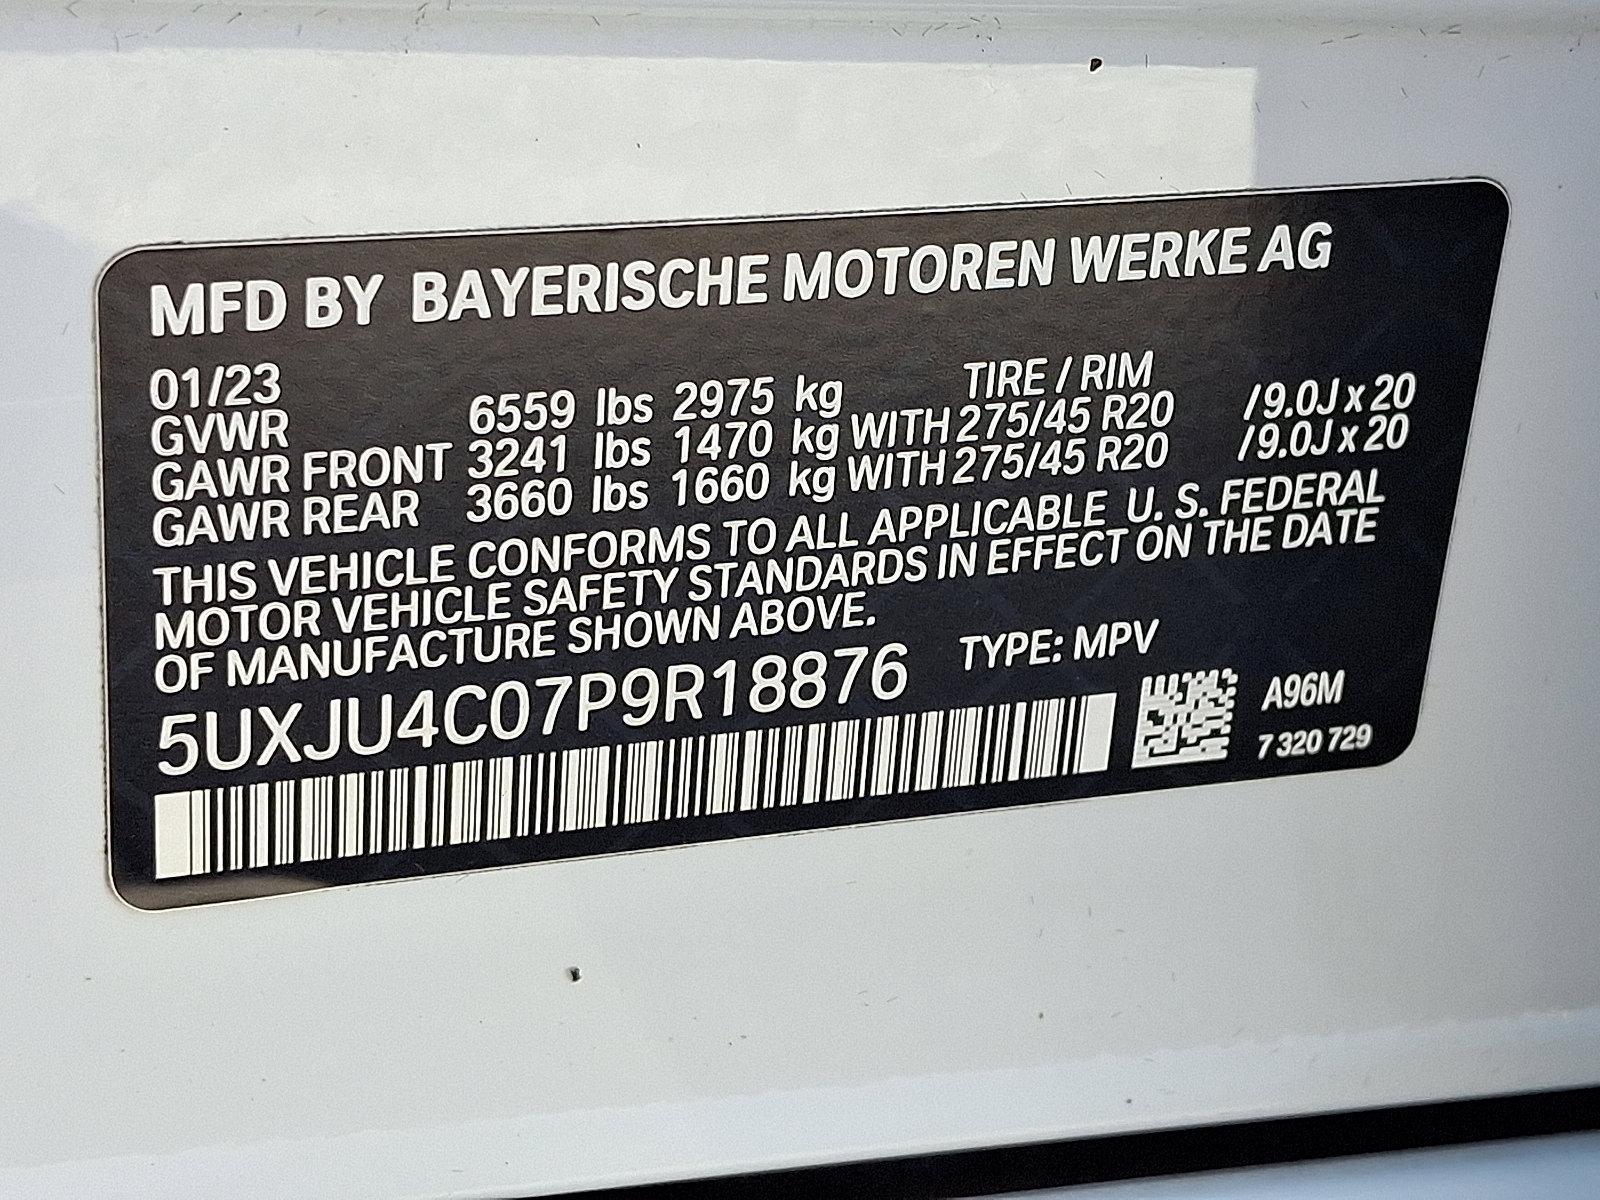 MFD BY BAYERISCHE MOTOREN WERKE AG
01/23 TIRE / RIM
GVWR 6559 lbs 2975 kg
GAWR FRONT 3241 lbs 1470 kg WITH 275/45 R20 /9.0J x 20
GAWR REAR 3660 lbs 1660 kg WITH 275/45 R20 /9.0J x 20
THIS VEHICLE CONFORMS TO ALL APPLICABLE U. S. FEDERAL
MOTOR VEHICLE SAFETY STANDARDS IN EFFECT ON THE DATE
OF MANUFACTURE SHOWN ABOVE.
5UXJU4C07P9R18876 TYPE: MPV
A96M
7 320 729